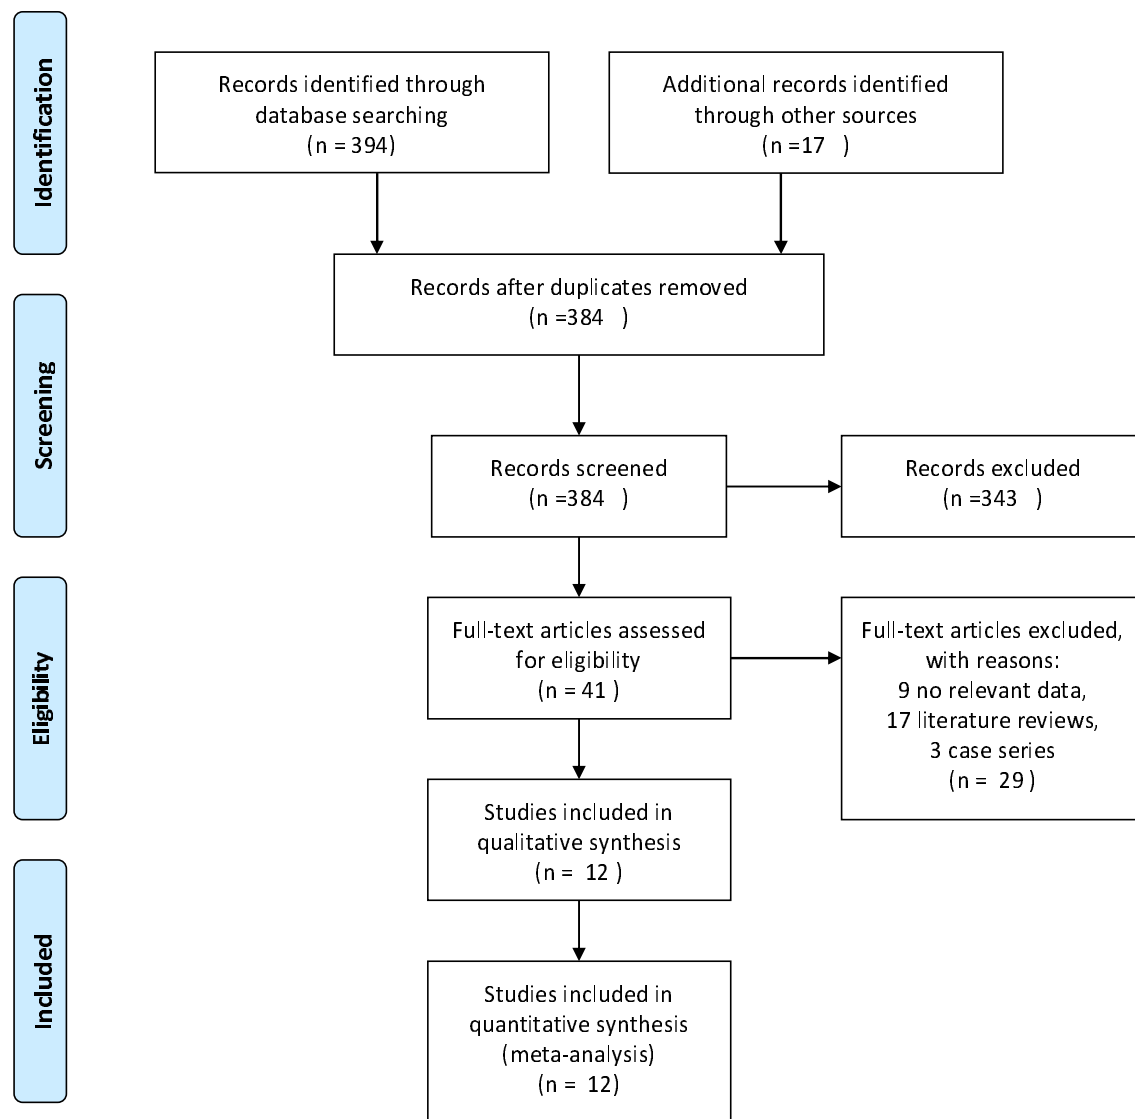 Identification
Records identified through
database searching
(n = 394)
Additional records identified
through other sources
(n =17 )
Records after duplicates removed
(n =384 )
Screening
Records screened
(n =384 )
Records excluded
(n =343 )
Eligibility
Full-text articles assessed
for eligibility
(n = 41 )
Full-text articles excluded,
with reasons:
9 no relevant data,
17 literature reviews,
3 case series
(n = 29 )
Studies included in
qualitative synthesis
(n = 12 )
Included
Studies included in
quantitative synthesis
(meta-analysis)
(n = 12)